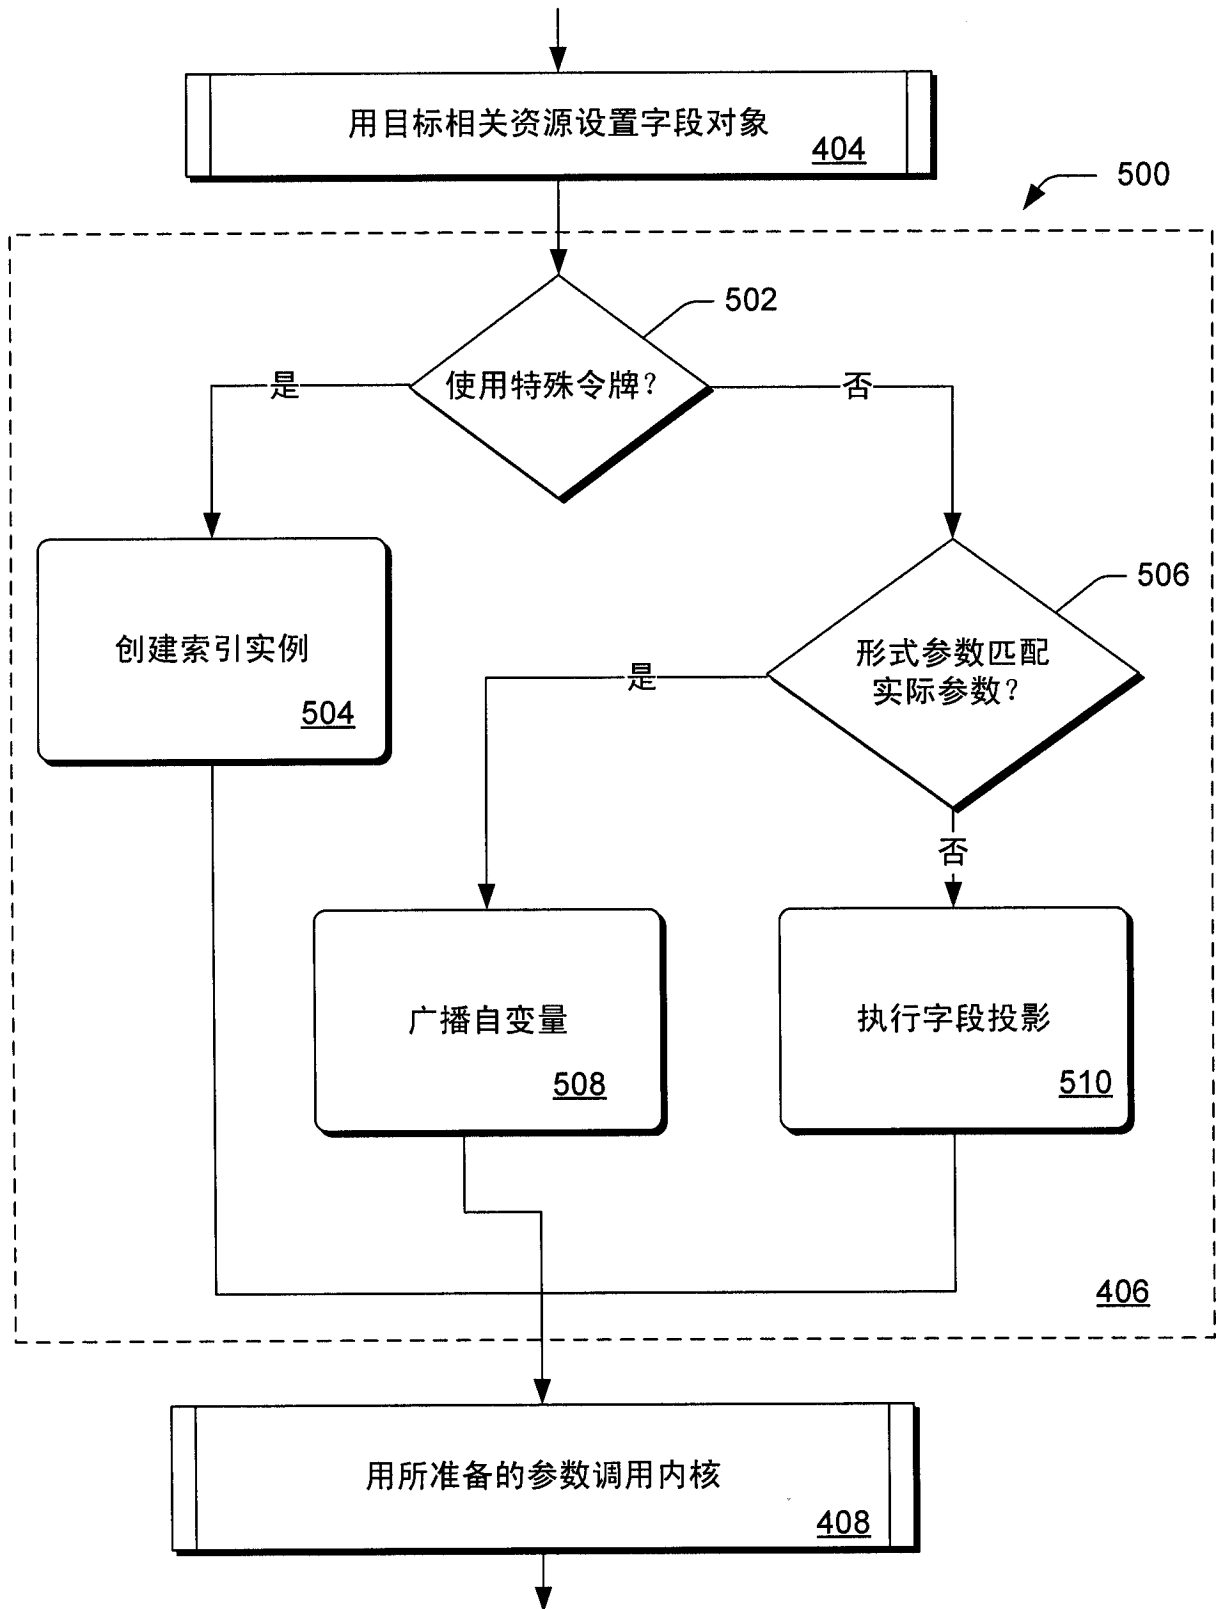 用目标相关资源设置字段对象
404
500
502
使用特殊令牌?
是
否
506
创建索引实例
504
形式参数匹配
实际参数?
是
否
广播自变量
508
执行字段投影
510
406
用所准备的参数调用内核
408